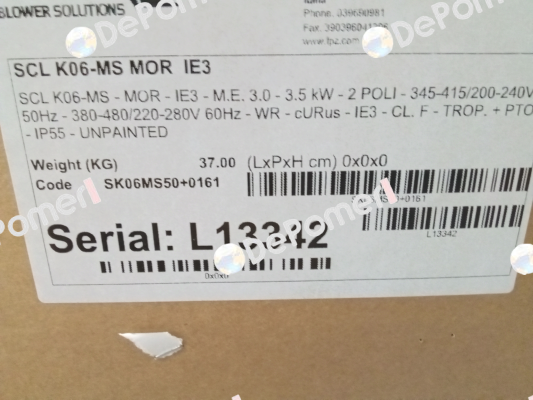 BLOWER SOLUTIONS
Phone. 039690981
SCL K06-MS MOR IE3
SCL K06-MS - MOR - IE3 - M.E. 3.0 - 3.5 kW - 2 POLI - 345-415/200-240V
50Hz - 380-480/220-280V 60Hz - WR - cURus - IE3 - CL. F - TROP. + PTO
- IP55 - UNPAINTED
Weight (KG) 37.00 (LxPxH cm) 0x0x0
Code SK06MS50+0161
Serial: L13342
L13342
0x0x0
DePomerI